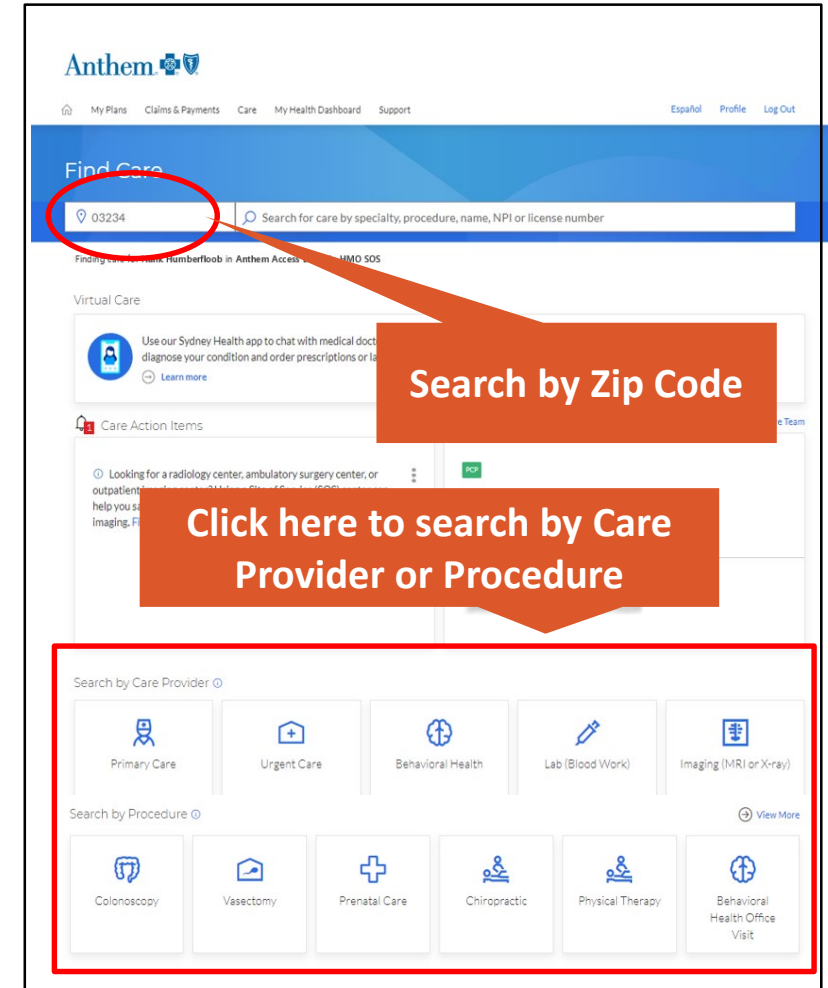 Anthem
My Plans Claims & Payments Care My Health Dashboard Support Español Profile Log Out
Find Care
03234 Search for care by specialty, procedure, name, NPI or license number
Finding care for Hank Humberfloob in Anthem Access HMO SOS
Virtual Care
Use our Sydney Health app to chat with medical
diagnose your condition and order prescriptions or
Learn more
Search by Zip Code
1 Care Action Items Team
Looking for a radiology center, ambulatory surgery center, or
PCP
outpatient
help you
imaging.
Click here to search by Care
Provider or Procedure
Search by Care Provider
Primary Care Urgent Care Behavioral Health Lab (Blood Work) Imaging (MRI or X-ray)
Search by Procedure View More
Colonoscopy Vasectomy Prenatal Care Chiropractic Physical Therapy Behavioral
Health Office
Visit